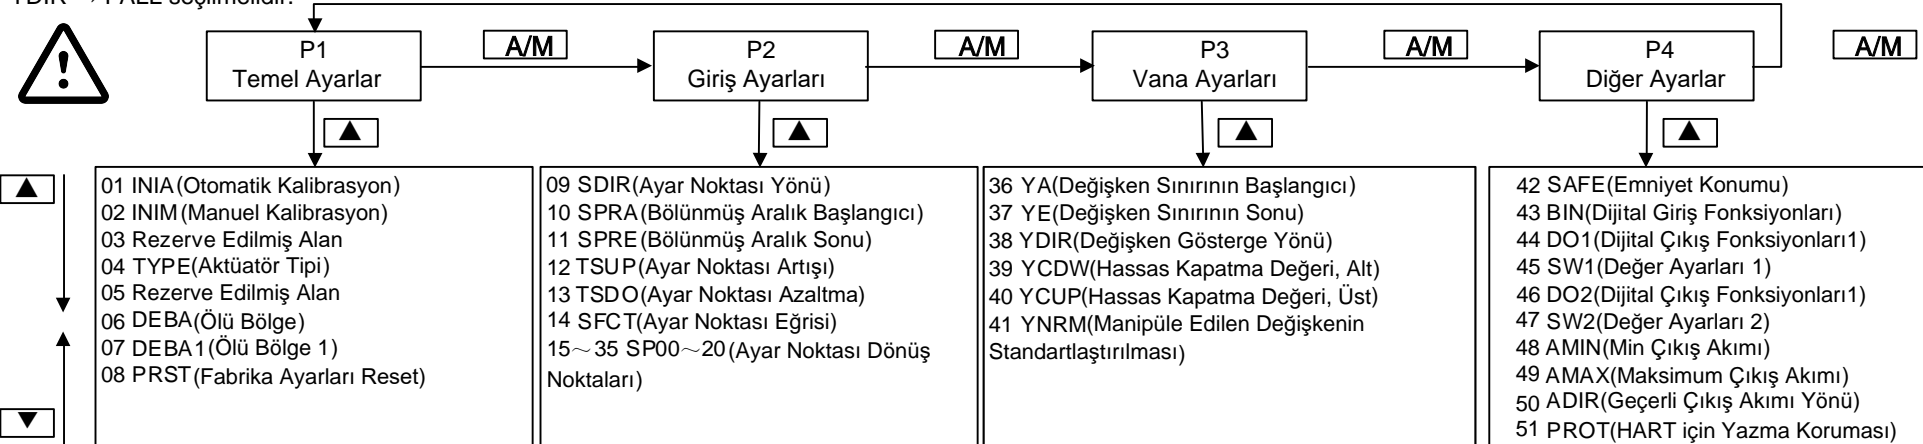 YDIR → FALL seçilmelidir.
P1
Temel Ayarlar
A/M
P2
Giriş Ayarları
A/M
P3
Vana Ayarları
A/M
P4
Diğer Ayarlar
A/M
▲
▲
▲
▲
▲
▼
01 INIA(Otomatik Kalibrasyon)
02 INIM(Manuel Kalibrasyon)
03 Rezerve Edilmiş Alan
04 TYPE(Aktüatör Tipi)
05 Rezerve Edilmiş Alan
06 DEBA(Ölü Bölge)
07 DEBA1(Ölü Bölge 1)
08 PRST(Fabrika Ayarları Reset)
09 SDIR(Ayar Noktası Yönü)
10 SPRA(Bölünmüş Aralık Başlangıcı)
11 SPRE(Bölünmüş Aralık Sonu)
12 TSUP(Ayar Noktası Artışı)
13 TSDO(Ayar Noktası Azaltma)
14 SFCT(Ayar Noktası Eğrisi)
15～35 SP00～20(Ayar Noktası Dönüş
Noktaları)
36 YA(Değişken Sınırının Başlangıcı)
37 YE(Değişken Sınırının Sonu)
38 YDIR(Değişken Gösterge Yönü)
39 YCDW(Hassas Kapatma Değeri, Alt)
40 YCUP(Hassas Kapatma Değeri, Üst)
41 YNRM(Manipüle Edilen Değişkenin
Standartlaştırılması)
42 SAFE(Emniyet Konumu)
43 BIN(Dijital Giriş Fonksiyonları)
44 DO1(Dijital Çıkış Fonksiyonları1)
45 SW1(Değer Ayarları 1)
46 DO2(Dijital Çıkış Fonksiyonları1)
47 SW2(Değer Ayarları 2)
48 AMIN(Min Çıkış Akımı)
49 AMAX(Maksimum Çıkış Akımı)
50 ADIR(Geçerli Çıkış Akımı Yönü)
51 PROT(HART için Yazma Koruması)